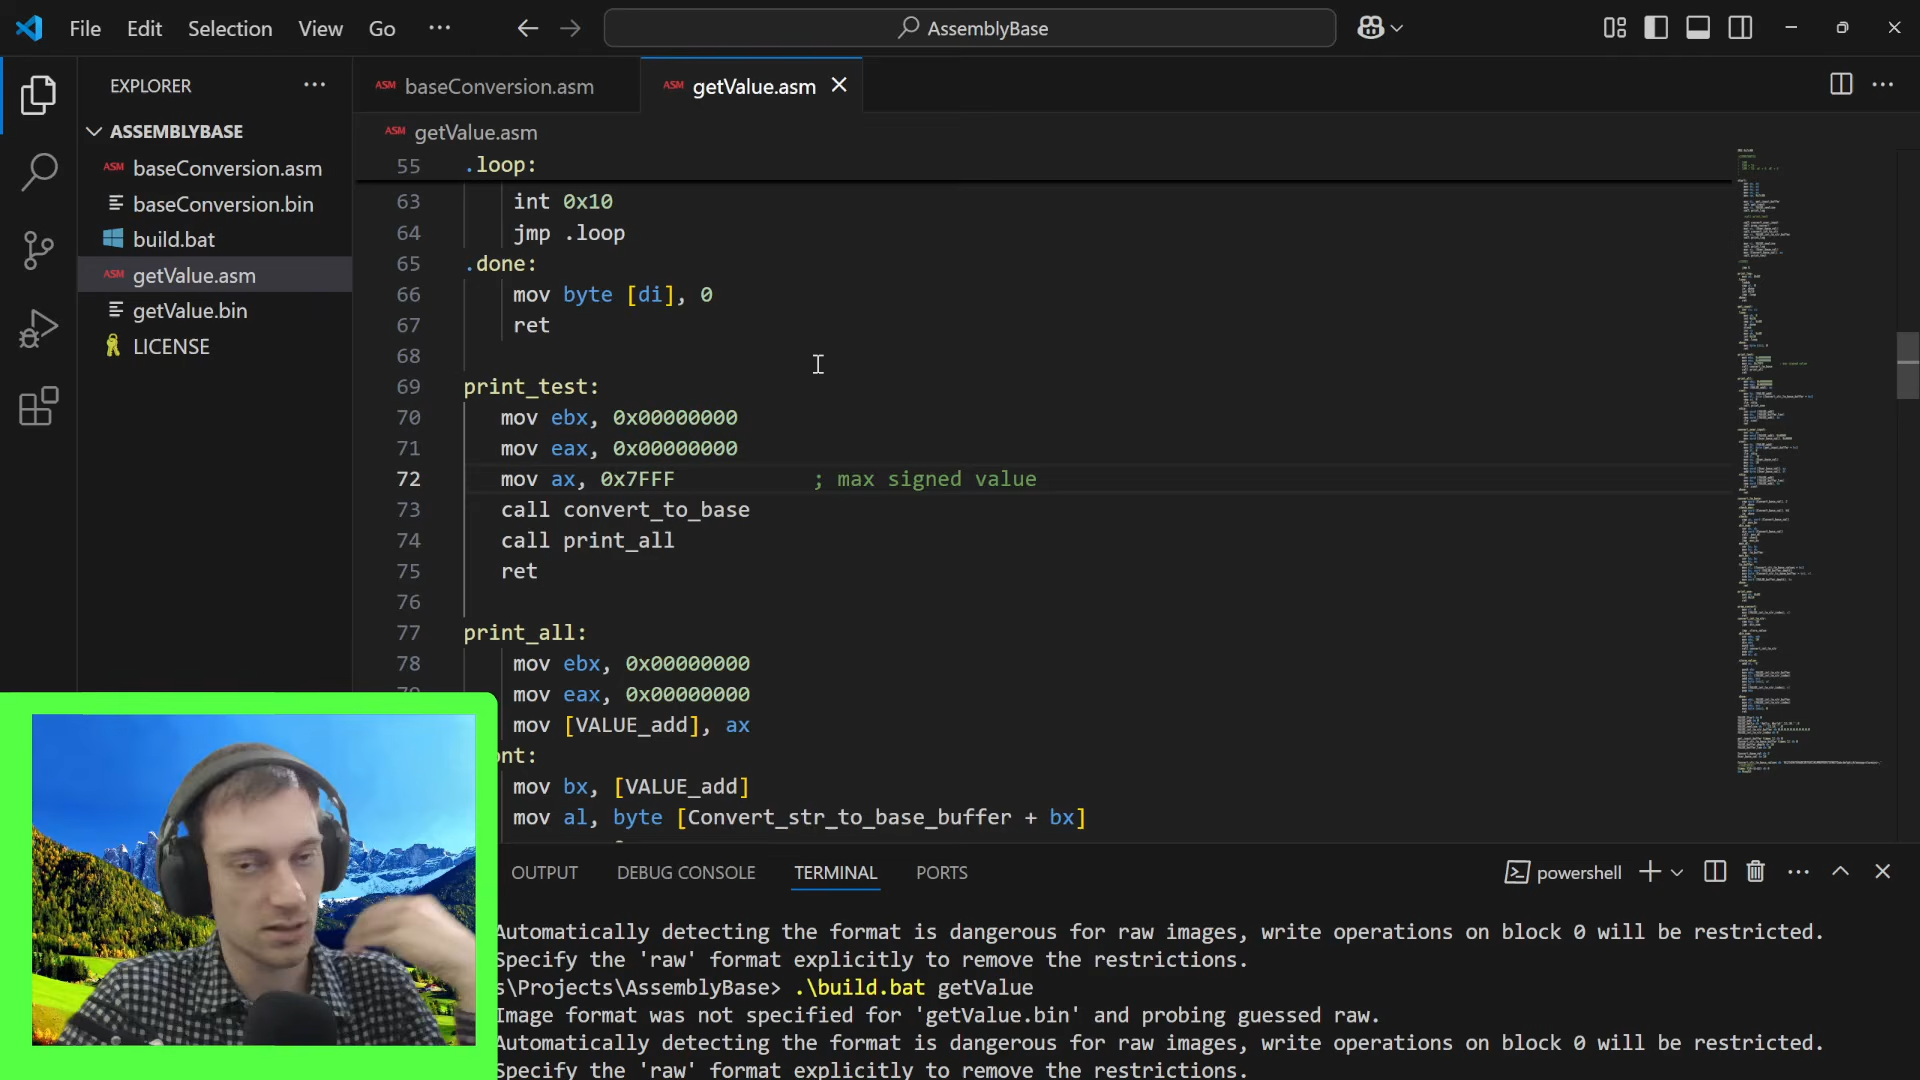 File Edit Selection View Go ··· AssemblyBase
EXPLORER ···
ASM baseConversion.asm
ASM getValue.asm
ASSEMBLYBASE
ASM baseConversion.asm
baseConversion.bin
build.bat
ASM getValue.asm
getValue.bin
LICENSE
ASM getValue.asm
55 .loop:
63 int 0x10
64 jmp .loop
65 .done:
66 mov byte [di], 0
67 ret
68
69 print_test:
70 mov ebx, 0x00000000
71 mov eax, 0x00000000
72 mov ax, 0x7FFF ; max signed value
73 call convert_to_base
74 call print_all
75 ret
76
77 print_all:
78 mov ebx, 0x00000000
79 mov eax, 0x00000000
mov [VALUE_add], ax
ont:
mov bx, [VALUE_add]
mov al, byte [Convert_str_to_base_buffer + bx]
OUTPUT DEBUG CONSOLE TERMINAL PORTS powershell
Automatically detecting the format is dangerous for raw images, write operations on block 0 will be restricted.
Specify the 'raw' format explicitly to remove the restrictions.
s\Projects\AssemblyBase> .\build.bat getValue
Image format was not specified for 'getValue.bin' and probing guessed raw.
Automatically detecting the format is dangerous for raw images, write operations on block 0 will be restricted.
Specify the 'raw' format explicitly to remove the restrictions.